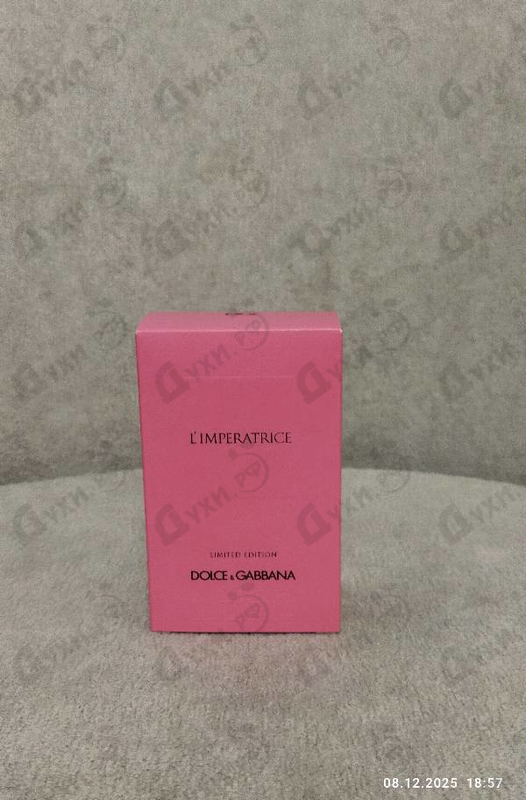 L'IMPERATRICE
LIMITED EDITION
DOLCE & GABBANA
Духи.рф
08.12.2025 18:57